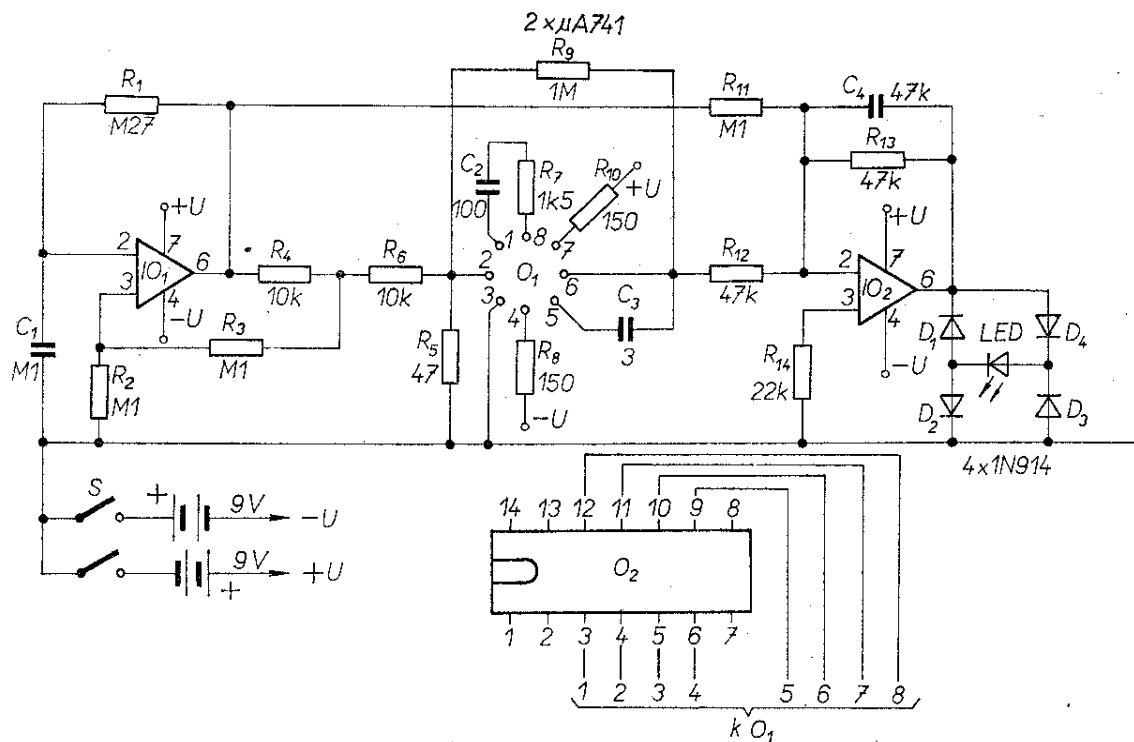 2 × µA741
R1
M27
R9
1M
R11
M1
C4
47k
R13
47k
C2
100
R7
1k5
R10
+U
150
+U
7
2
3
IO1
6
4
-U
R4
10k
R6
10k
1
8
7
2
O1
6
3
4
5
C3
3
R12
47k
+U
7
2
3
IO2
6
4
-U
C1
M1
R3
M1
R2
M1
R5
47
R8
150
-U
R14
22k
D1
LED
D4
D2
D3
4×1N914
S
+
9V
-U
9V
+
+U
14 13 12 11 10 9 8
O2
1 2 3 4 5 6 7
1 2 3 4 5 6 7 8
k O1